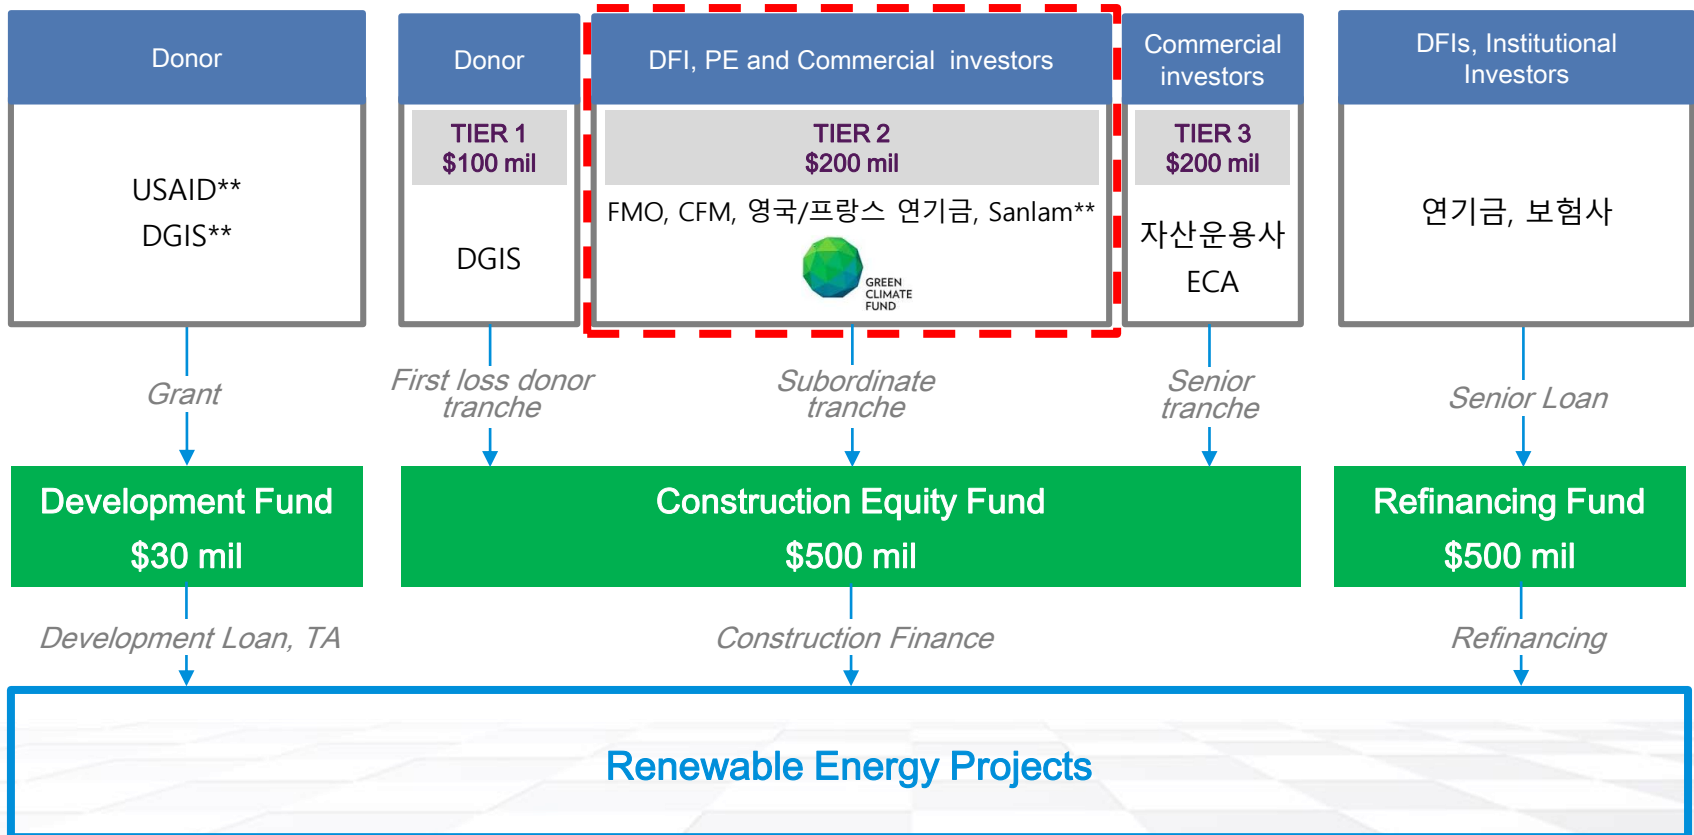 Donor
USAID**
DGIS**
Donor
TIER 1
$100 mil
DGIS
DFI, PE and Commercial investors
TIER 2
$200 mil
FMO, CFM, 영국/프랑스 연기금, Sanlam**
GREEN
CLIMATE
FUND
Commercial
investors
TIER 3
$200 mil
자산운용사
ECA
DFIs, Institutional
Investors
연기금, 보험사
Grant
First loss donor
tranche
Subordinate
tranche
Senior
tranche
Senior Loan
Development Fund
$30 mil
Construction Equity Fund
$500 mil
Refinancing Fund
$500 mil
Development Loan, TA
Construction Finance
Refinancing
Renewable Energy Projects